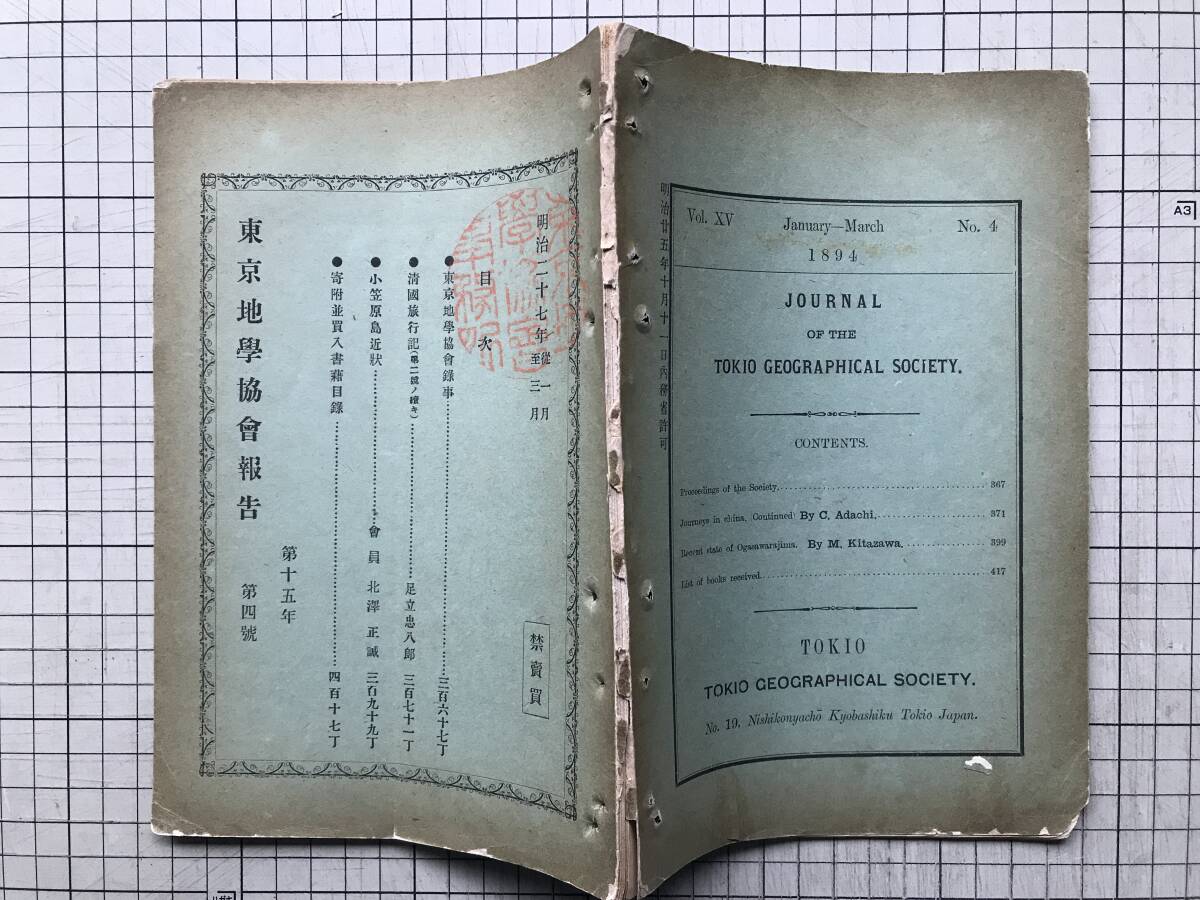 明治二十七年從一月至三月
目次
●東京地學協會錄事………三百六十七丁
●淸國旅行記(第二號ノ續キ)………足立忠八郎 三百七十一丁
●小笠原島近狀………會員 北澤正誠 三百九十九丁
●寄附並買入書藉目錄………四百十七丁
禁賣買
東京地學協會報告
第十五年
第四號
明治廿五年十月十一日內務省許可
Vol. XV January—March No. 4
1894
JOURNAL
OF THE
TOKIO GEOGRAPHICAL SOCIETY.
CONTENTS.
Proceedings of the Society. 367
Journeys in china, (Continned) By C, Adachi, 371
Recent state of Ogasawarajima. By M. Kitazawa. 399
List of books received. 417
TOKIO
TOKIO GEOGRAPHICAL SOCIETY.
No. 19. Nishikonyachō Kyobashiku Tokio Japan.
A3